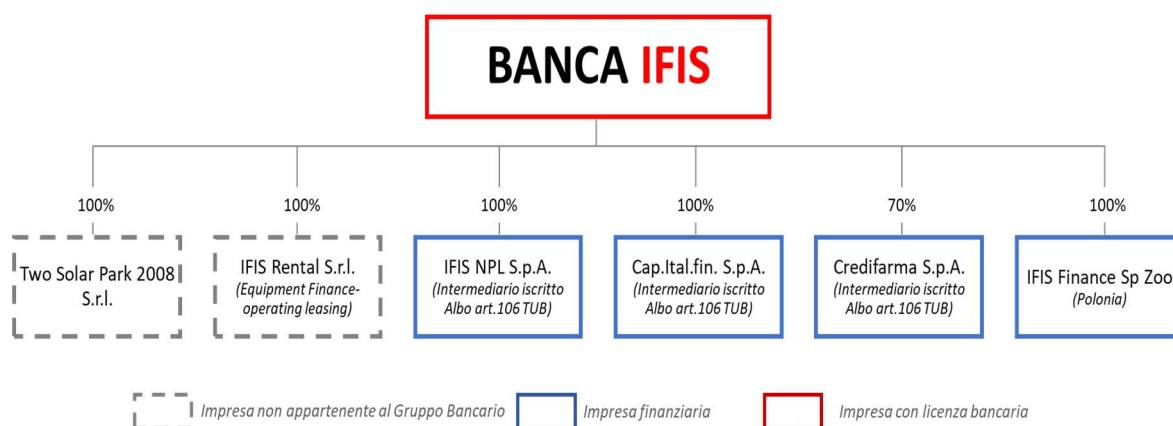 BANCA IFIS
100%
100%
100%
100%
70%
100%
Two Solar Park 2008
S.r.l.
IFIS Rental S.r.l.
(Equipment Finance-
operating leasing)
IFIS NPL S.p.A.
(Intermediario iscritto
Albo art.106 TUB)
Cap.Ital.fin. S.p.A.
(Intermediario iscritto
Albo art.106 TUB)
Credifarma S.p.A.
(Intermediario iscritto
Albo art.106 TUB)
IFIS Finance Sp Zoo
(Polonia)
Impresa non appartenente al Gruppo Bancario
Impresa finanziaria
Impresa con licenza bancaria